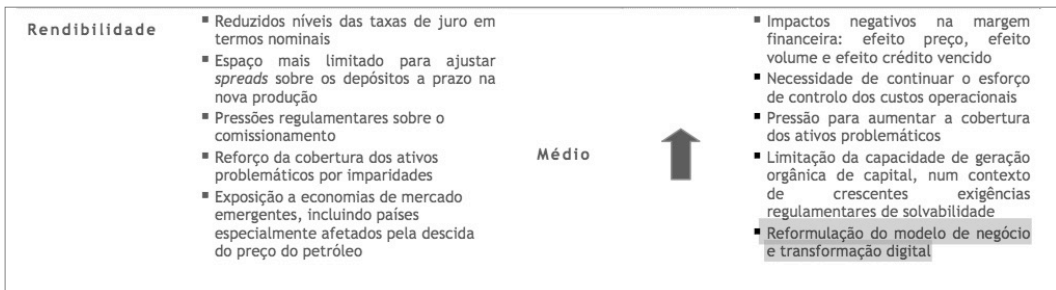 Rendibilidade
▪ Reduzidos níveis das taxas de juro em
termos nominais
▪ Espaço mais limitado para ajustar
spreads sobre os depósitos a prazo na
nova produção
▪ Pressões regulamentares sobre o
comissionamento
▪ Reforço da cobertura dos ativos
problemáticos por imparidades
▪ Exposição a economias de mercado
emergentes, incluindo países
especialmente afetados pela descida
do preço do petróleo
Médio
▪ Impactos negativos na margem
financeira: efeito preço, efeito
volume e efeito crédito vencido
▪ Necessidade de continuar o esforço
de controlo dos custos operacionais
▪ Pressão para aumentar a cobertura
dos ativos problemáticos
▪ Limitação da capacidade de geração
orgânica de capital, num contexto
de crescentes exigências
regulamentares de solvabilidade
▪ Reformulação do modelo de negócio
e transformação digital